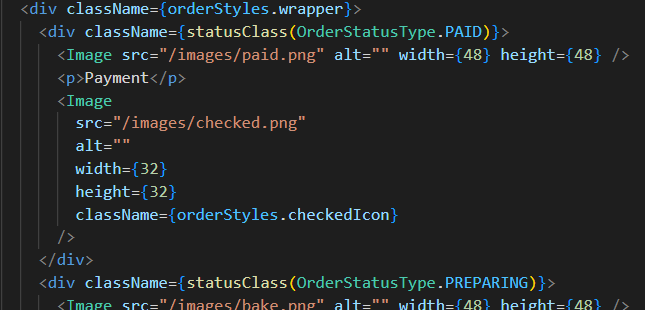 <div className={orderStyles.wrapper}>
<div className={statusClass(OrderStatusType.PAID)}>
<Image src="/images/paid.png" alt="" width={48} height={48} />
<p>Payment</p>
<Image
src="/images/checked.png"
alt=""
width={32}
height={32}
className={orderStyles.checkedIcon}
/>
</div>
<div className={statusClass(OrderStatusType.PREPARING)}>
<Image src="/images/bake.png" alt="" width={48} height={48} />